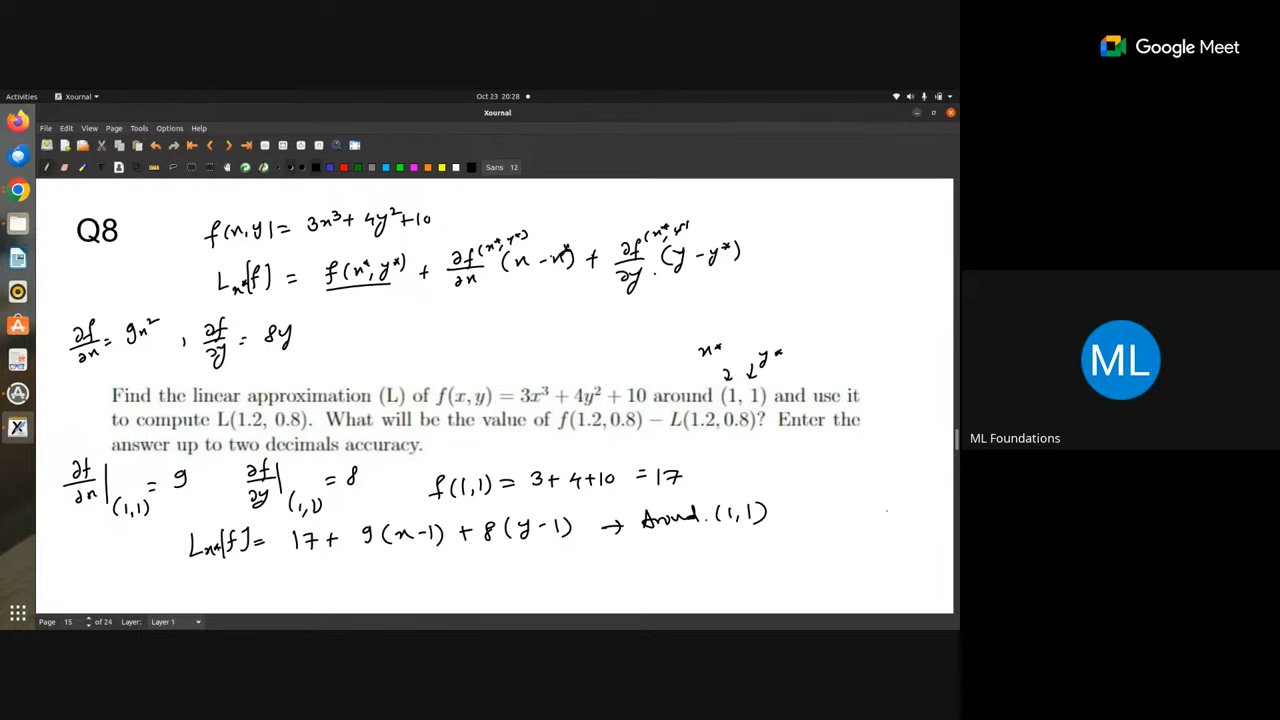 Google Meet
Activities Xournal Oct 23 20:28
Xournal
File Edit View Page Tools Options Help
Sans 12
Q8
f(x,y) = 3x³ + 4y² + 10
Lₓ*[f] = f(x*, y*) + ∂f/∂x (x*, y*) (x - x*) + ∂f/∂y (x*, y*) . (y - y*)
∂f/∂x = 9x² , ∂f/∂y = 8y
x* y*
Find the linear approximation (L) of f(x, y) = 3x³ + 4y² + 10 around (1, 1) and use it
to compute L(1.2, 0.8). What will be the value of f(1.2, 0.8) − L(1.2, 0.8)? Enter the
answer up to two decimals accuracy.
∂f/∂x |(1,1) = 9 ∂f/∂y |(1,1) = 8 f(1,1) = 3 + 4 + 10 = 17
Lₓ*[f] = 17 + 9(x-1) + 8(y-1) → Around. (1,1)
ML
ML Foundations
Page 15 of 24 Layer: Layer 1